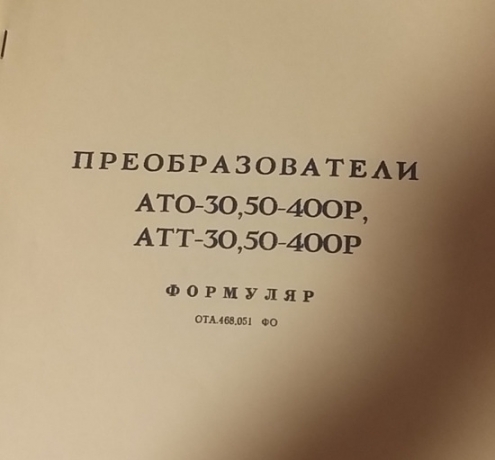 ПРЕОБРАЗОВАТЕЛИ
АТО-30,50-400Р,
АТТ-30,50-400Р
ФОРМУЛЯР
ОТА.468.051 ФО